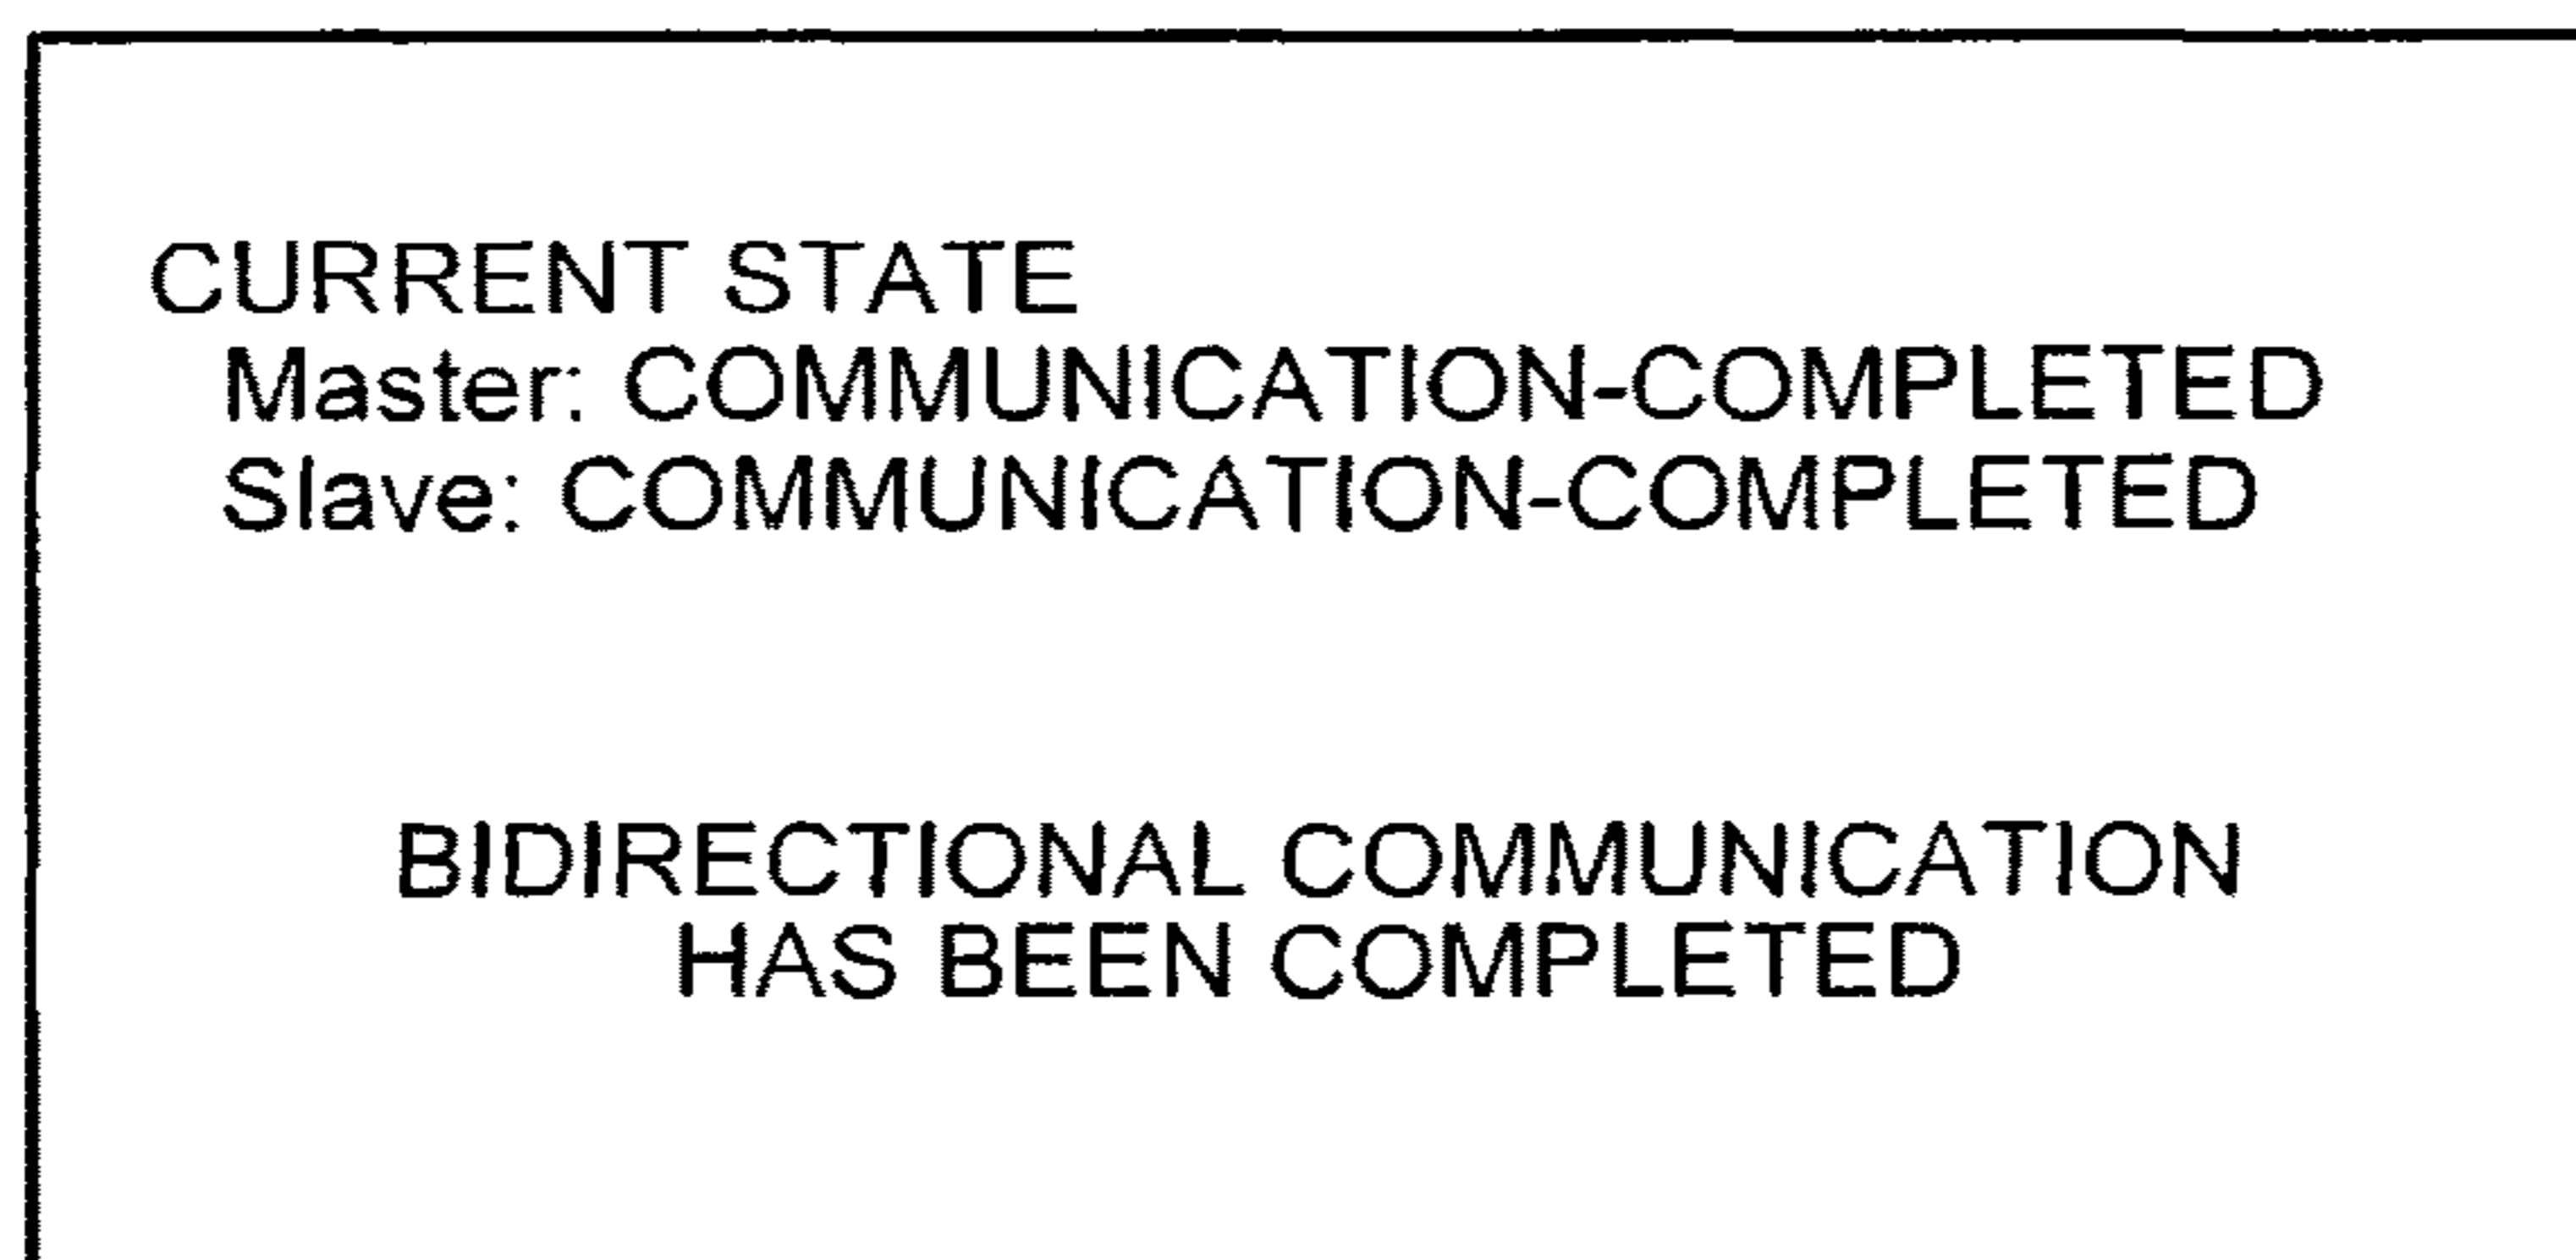 CURRENT STATE
Master: COMMUNICATION-COMPLETED
Slave: COMMUNICATION-COMPLETED
BIDIRECTIONAL COMMUNICATION
HAS BEEN COMPLETED